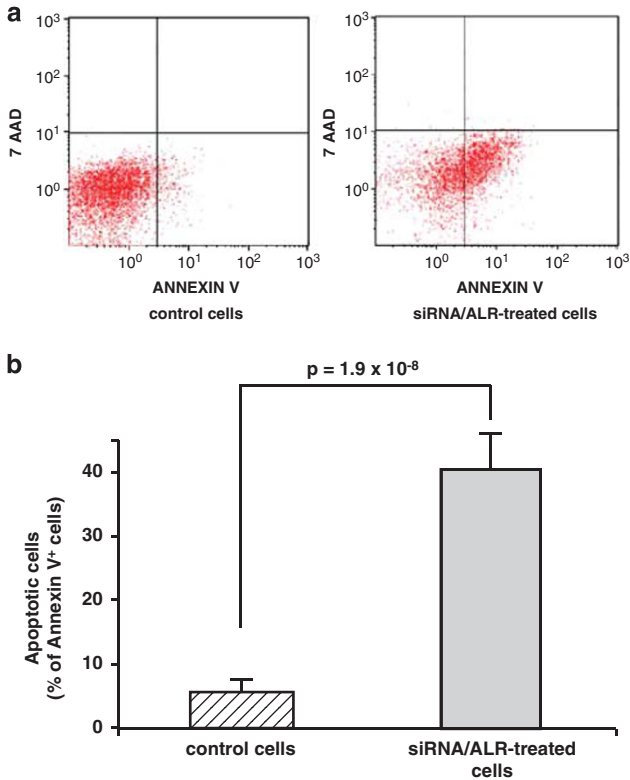 a
10³
10²
10¹
10⁰
7 AAD
10⁰ 10¹ 10² 10³
ANNEXIN V
control cells
10³
10²
10¹
10⁰
7 AAD
10⁰ 10¹ 10² 10³
ANNEXIN V
siRNA/ALR-treated cells
b
p = 1.9 x 10⁻⁸
40
30
20
10
0
Apoptotic cells
(% of Annexin V⁺ cells)
control cells
siRNA/ALR-treated
cells